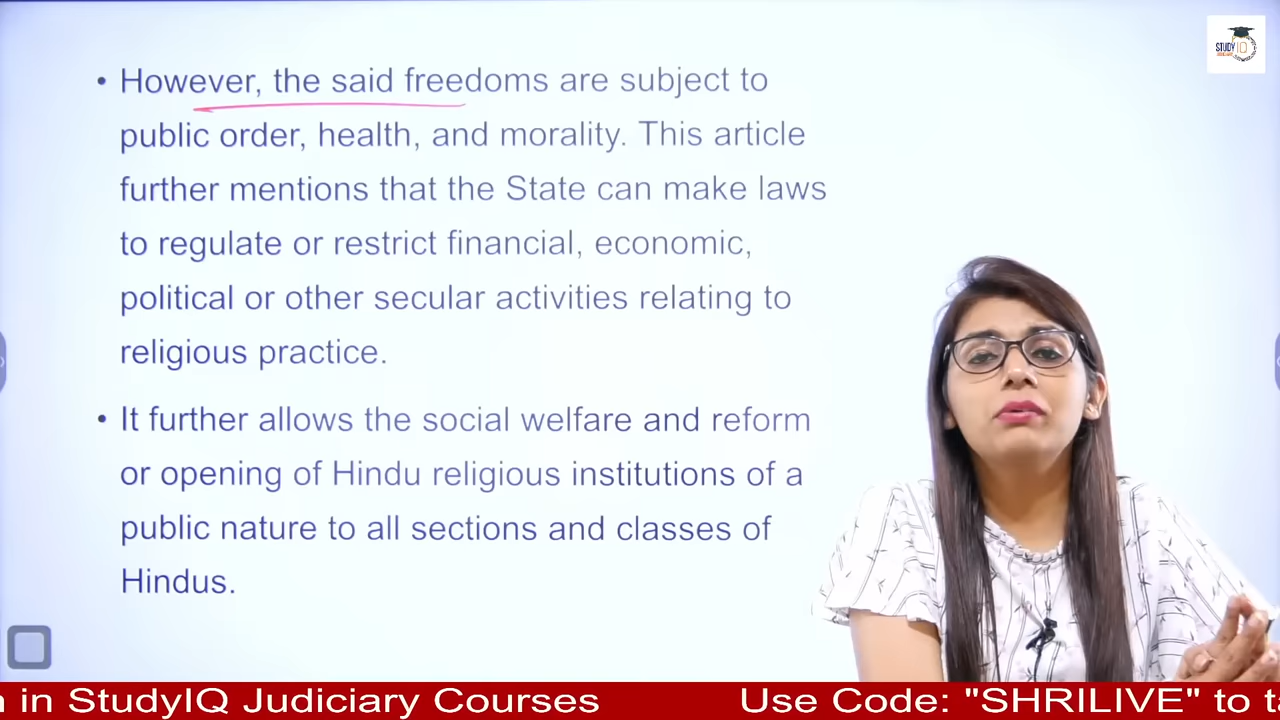 STUDY IQ
• However, the said freedoms are subject to
public order, health, and morality. This article
further mentions that the State can make laws
to regulate or restrict financial, economic,
political or other secular activities relating to
religious practice.
• It further allows the social welfare and reform
or opening of Hindu religious institutions of a
public nature to all sections and classes of
Hindus.
n in StudyIQ Judiciary Courses Use Code: "SHRILIVE" to ta